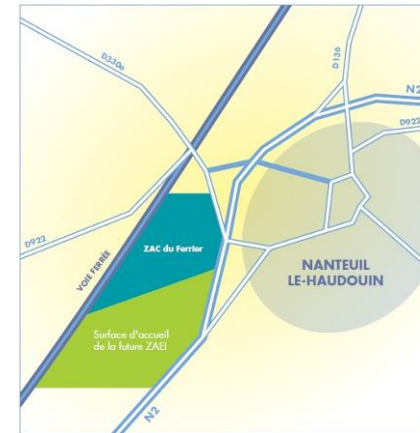 D330e
D136
N2
D922
D922
VOIE FERRÉE
ZAC du Ferrier
NANTEUIL
LE-HAUDOUIN
Surface d'accueil
de la future ZAEI
N2